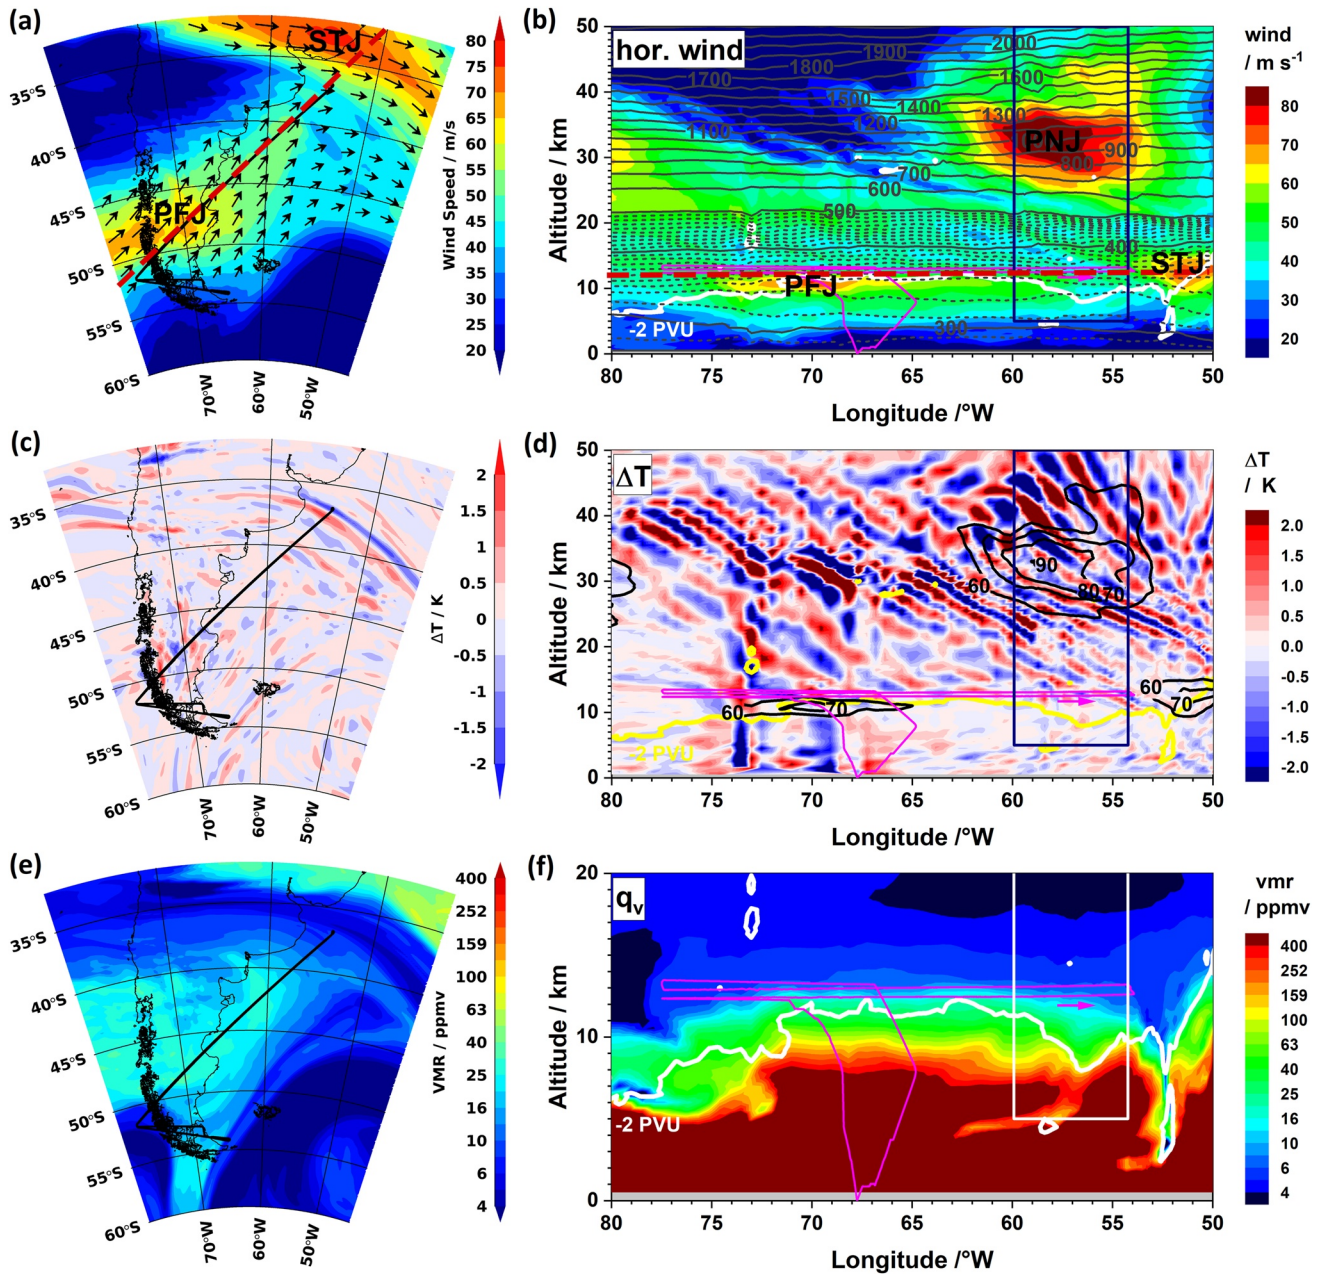 (a)
STJ
PFJ
35°S
40°S
45°S
50°S
55°S
60°S
70°W
60°W
50°W
80
75
70
65
60
55
50
45
40
35
30
25
20
Wind Speed / m/s
(b)
hor. wind
50
40
30
20
10
0
Altitude / km
80
75
70
65
60
55
50
Longitude /°W
1900
2000
1800
1700
1600
1500
1400
1300
1200
1100
900
800
700
600
500
400
300
PNJ
PFJ
STJ
-2 PVU
wind
/ m s⁻¹
80
70
60
50
40
30
20
(c)
35°S
40°S
45°S
50°S
55°S
60°S
70°W
60°W
50°W
2
1.5
1
0.5
0
-0.5
-1
-1.5
-2
ΔT / K
(d)
ΔT
50
40
30
20
10
0
Altitude / km
80
75
70
65
60
55
50
Longitude /°W
60
90
80
70
60
70
60
70
-2 PVU
ΔT
/ K
2.0
1.5
1.0
0.5
0.0
-0.5
-1.0
-1.5
-2.0
(e)
35°S
40°S
45°S
50°S
55°S
60°S
70°W
60°W
50°W
400
252
159
100
63
40
25
16
10
6
4
VMR / ppmv
(f)
qv
20
15
10
5
0
Altitude / km
80
75
70
65
60
55
50
Longitude /°W
-2 PVU
vmr
/ ppmv
400
252
159
100
63
40
25
16
10
6
4